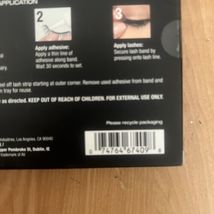 APPLICATION
2
3
Apply adhesive:
Apply a thin line of adhesive along band. Wait 30 seconds to set.
Apply lashes:
Secure lash band by pressing onto lash line.
off lash strip starting at outer corner. Remove used adhesive from band and
tray for reuse.
as directed. KEEP OUT OF REACH OF CHILDREN. FOR EXTERNAL USE ONLY.
Please recycle packaging
Industries, Los Angeles, CA 90040
Pembroke St, Dublin, IE
74764 67409 8